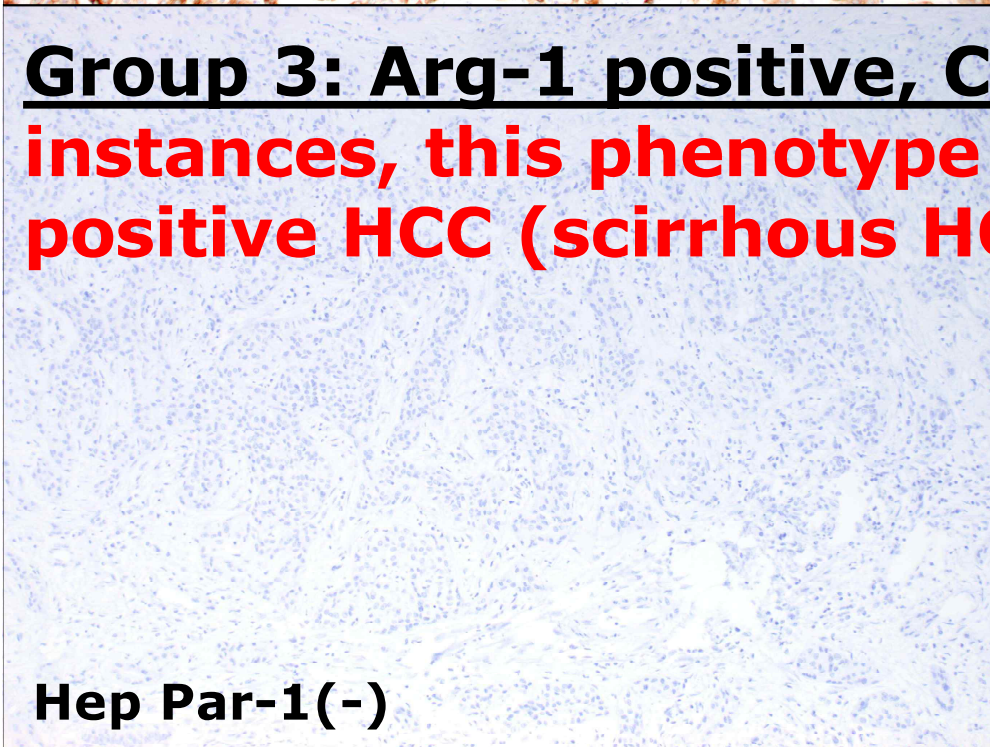 Group 3: Arg-1 positive, C
instances, this phenotype
positive HCC (scirrhous H
Hep Par-1(-)